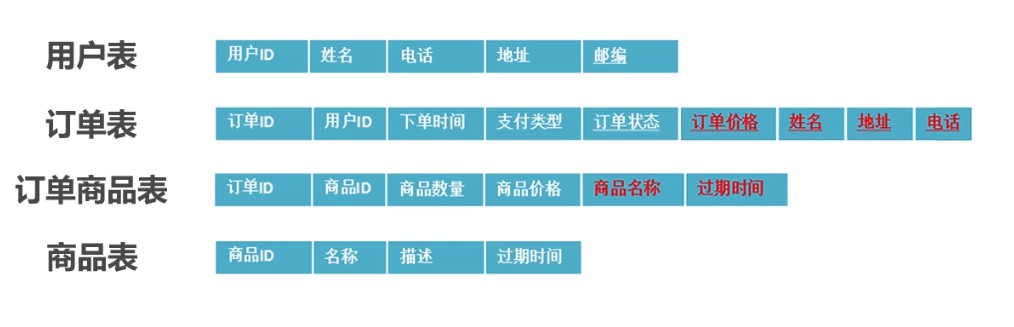 用户表 用户ID 姓名 电话 地址 邮编
订单表 订单ID 用户ID 下单时间 支付类型 订单状态 订单价格 姓名 地址 电话
订单商品表 订单ID 商品ID 商品数量 商品价格 商品名称 过期时间
商品表 商品ID 名称 描述 过期时间